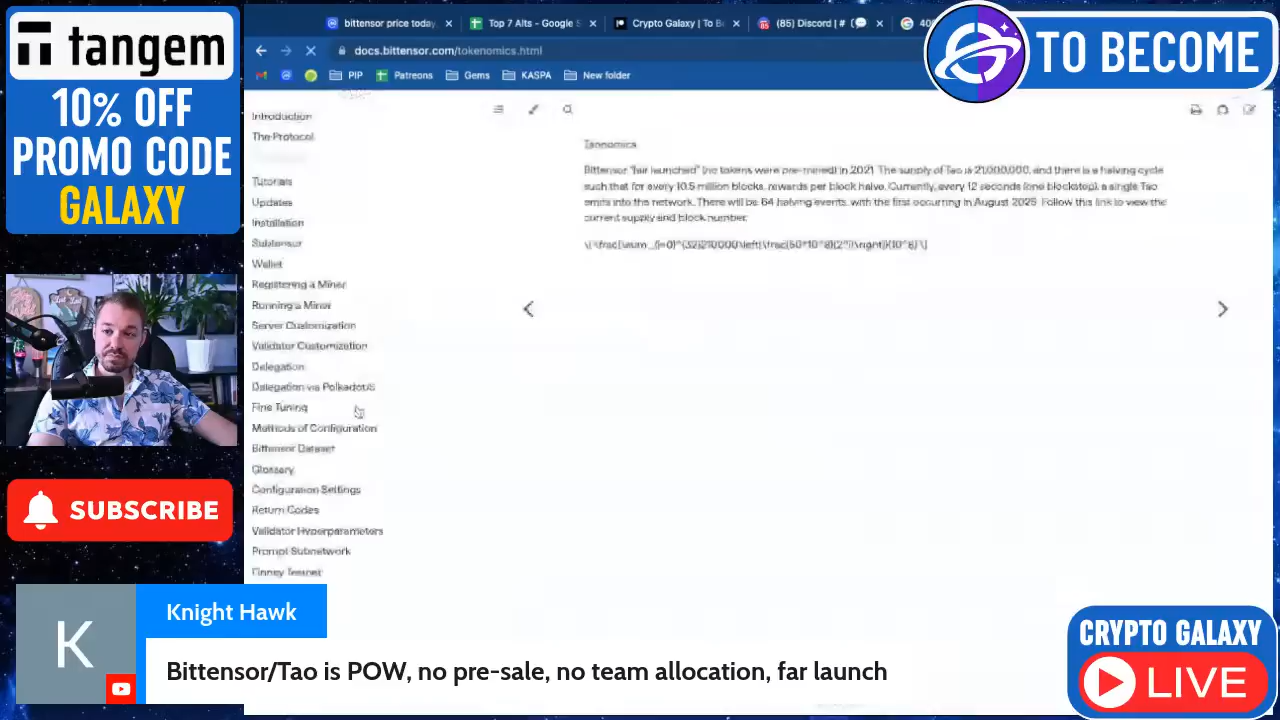 tangem
10% OFF
PROMO CODE
GALAXY
SUBSCRIBE
bittensor price today,
Top 7 Alts - Google S
Crypto Galaxy | To B
(85) Discord | #
TO BECOME
docs.bittensor.com/tokenomics.html
PIP
Patreons
Gems
KASPA
New folder
Introduction
The Protocol
Tutorials
Updates
Installation
Subtensor
Wallet
Registering a Miner
Running a Miner
Server Customization
Validator Customization
Delegation
Delegation via PolkadotJS
Fine Tuning
Methods of Configuration
Bittensor Dataset
Glossary
Configuration Settings
Return Codes
Validator Hyperparameters
Prompt Subnetwork
Finney Testnet
Bittensor "fair launched" (no tokens were pre-mined) in 2021. The supply of Tao is 21,000,000, and there is a halving cycle
such that for every 10.5 million blocks, rewards per block halve. Currently, every 12 seconds (one blockstep), a single Tao
emits into the network. There will be 64 halving events, with the first occurring in August 2025. Follow this link to view the
current supply and block number.
K
Knight Hawk
Bittensor/Tao is POW, no pre-sale, no team allocation, far launch
CRYPTO GALAXY
LIVE